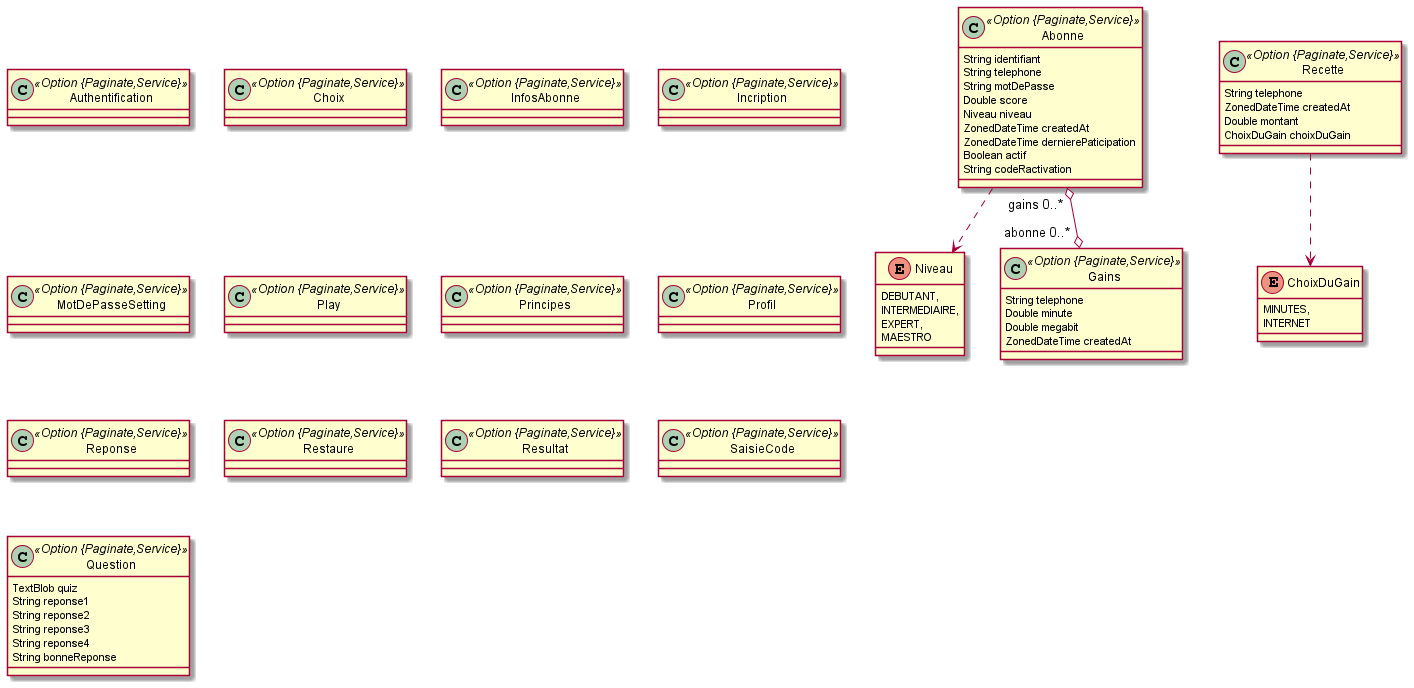 C
«Option {Paginate,Service}»
Authentification
C
«Option {Paginate,Service}»
Choix
C
«Option {Paginate,Service}»
InfosAbonne
C
«Option {Paginate,Service}»
Incription
C
«Option {Paginate,Service}»
Abonne
String identifiant
String telephone
String motDePasse
Double score
Niveau niveau
ZonedDateTime createdAt
ZonedDateTime dernierePaticipation
Boolean actif
String codeRactivation
C
«Option {Paginate,Service}»
Recette
String telephone
ZonedDateTime createdAt
Double montant
ChoixDuGain choixDuGain
gains 0..*
abonne 0..*
C
«Option {Paginate,Service}»
MotDePasseSetting
C
«Option {Paginate,Service}»
Play
C
«Option {Paginate,Service}»
Principes
C
«Option {Paginate,Service}»
Profil
E Niveau
DEBUTANT,
INTERMEDIAIRE,
EXPERT,
MAESTRO
C
«Option {Paginate,Service}»
Gains
String telephone
Double minute
Double megabit
ZonedDateTime createdAt
E ChoixDuGain
MINUTES,
INTERNET
C
«Option {Paginate,Service}»
Reponse
C
«Option {Paginate,Service}»
Restaure
C
«Option {Paginate,Service}»
Resultat
C
«Option {Paginate,Service}»
SaisieCode
C
«Option {Paginate,Service}»
Question
TextBlob quiz
String reponse1
String reponse2
String reponse3
String reponse4
String bonneReponse